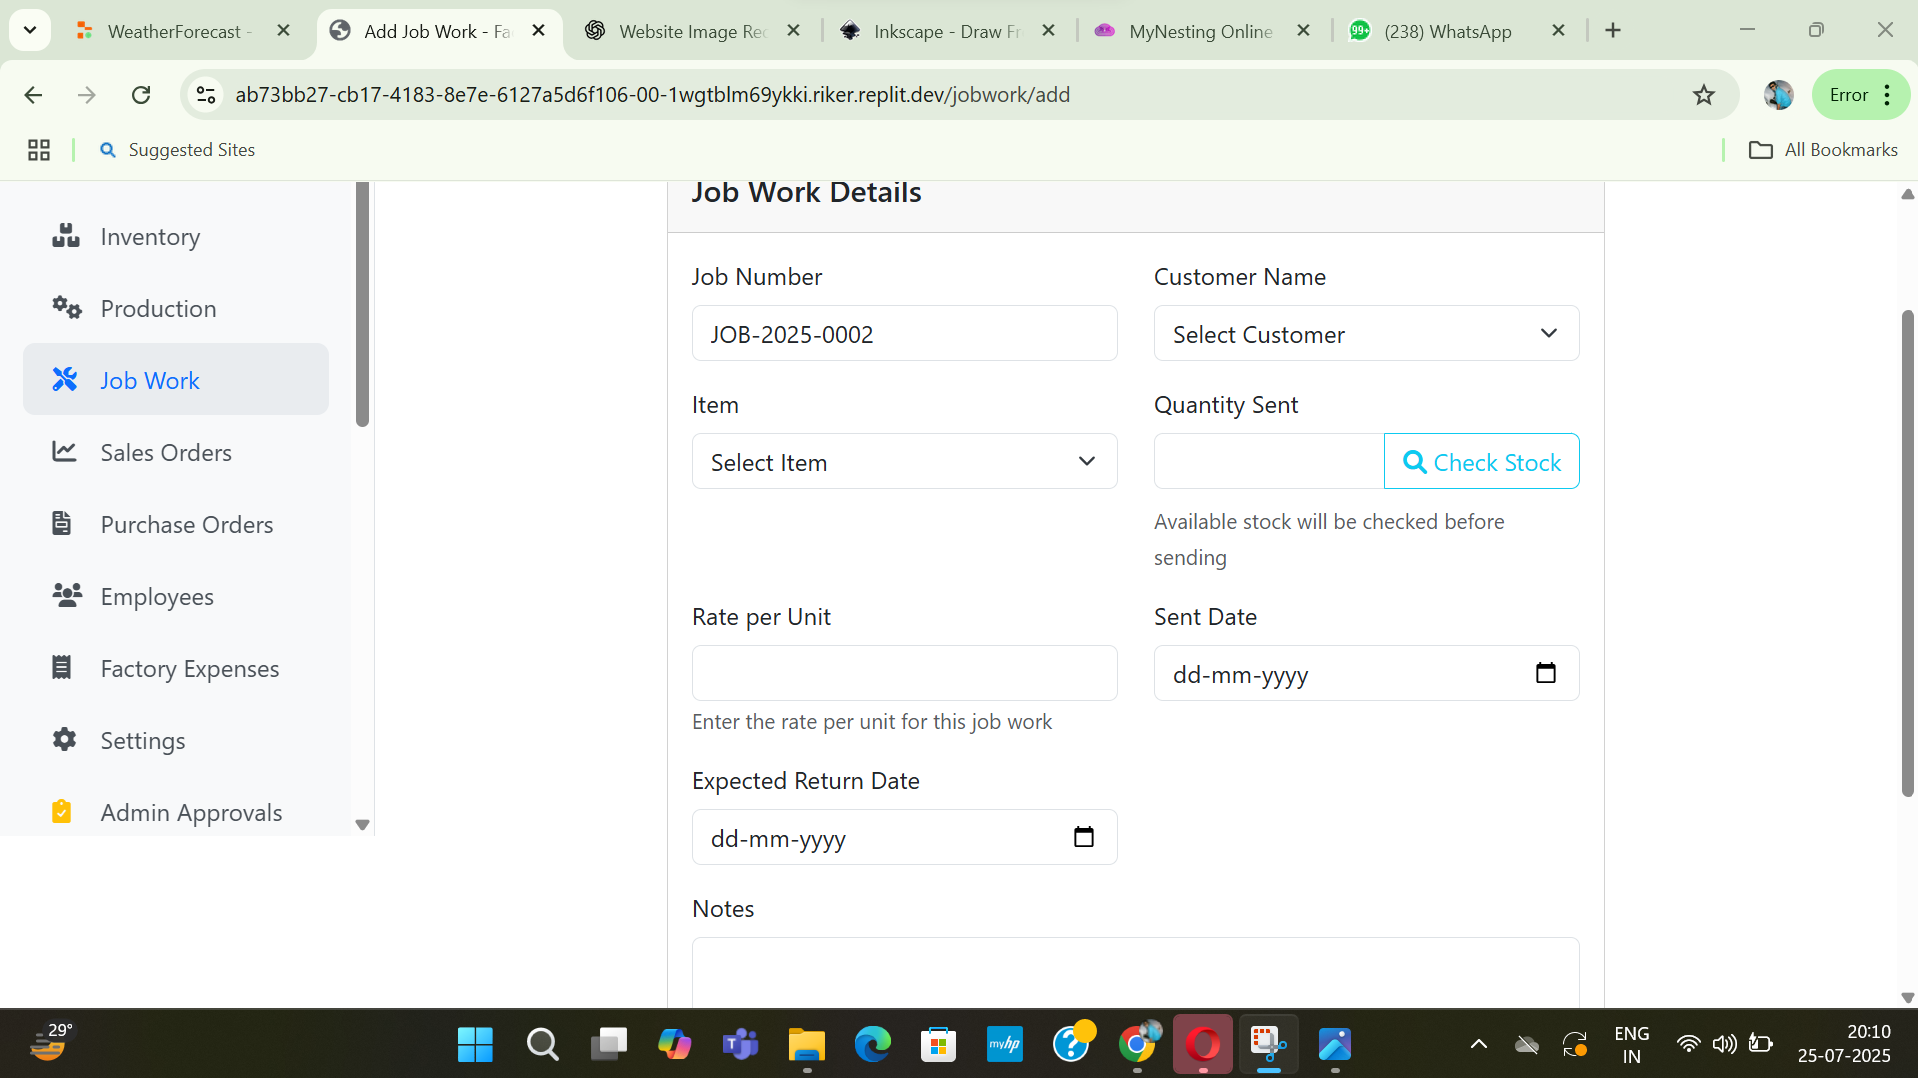 WeatherForecast -
Add Job Work - Fa
Website Image Rec
Inkscape - Draw Fr
MyNesting Online
99+
(238) WhatsApp
ab73bb27-cb17-4183-8e7e-6127a5d6f106-00-1wgtblm69ykki.riker.replit.dev/jobwork/add
Error
Suggested Sites
All Bookmarks
Inventory
Production
Job Work
Sales Orders
Purchase Orders
Employees
Factory Expenses
Settings
Admin Approvals
Job Work Details
Job Number
Customer Name
JOB-2025-0002
Select Customer
Item
Quantity Sent
Select Item
Check Stock
Available stock will be checked before
sending
Rate per Unit
Sent Date
dd-mm-yyyy
Enter the rate per unit for this job work
Expected Return Date
dd-mm-yyyy
Notes
29°
myhp
ENG
IN
20:10
25-07-2025